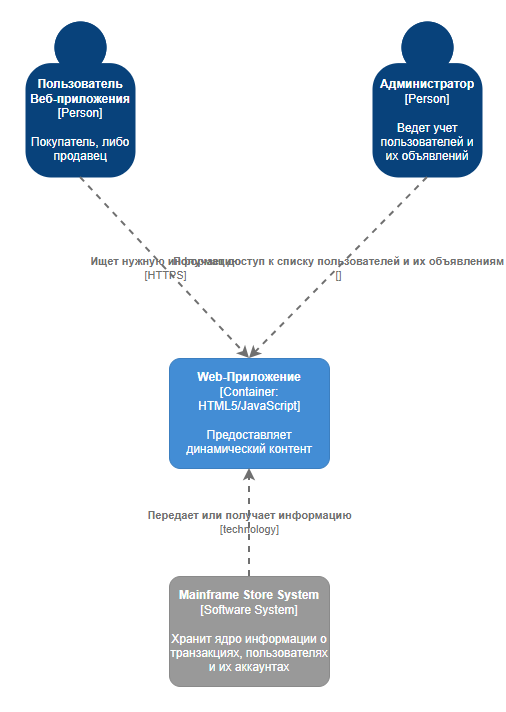 Пользователь
Веб-приложения
[Person]
Покупатель, либо
продавец
Администратор
[Person]
Ведет учет
пользователей и
их объявлений
Ищет нужную информацию
[HTTPS]
Получает доступ к списку пользователей и их объявлениям
[]
Web-Приложение
[Container:
HTML5/JavaScript]
Предоставляет
динамический контент
Передает или получает информацию
[technology]
Mainframe Store System
[Software System]
Хранит ядро информации о
транзакциях, пользователях
и их аккаунтах